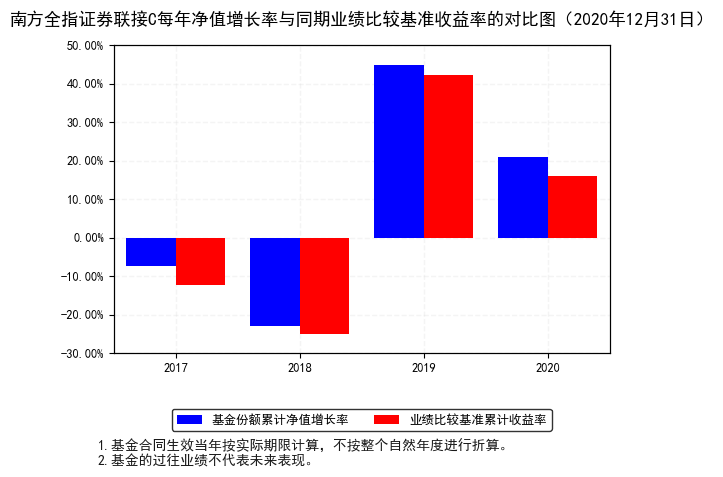 南方全指证券联接C每年净值增长率与同期业绩比较基准收益率的对比图（2020年12月31日）
50.00%
40.00%
30.00%
20.00%
10.00%
0.00%
-10.00%
-20.00%
-30.00%
2017 2018 2019 2020
基金份额累计净值增长率 业绩比较基准累计收益率
1.基金合同生效当年按实际期限计算，不按整个自然年度进行折算。
2.基金的过往业绩不代表未来表现。